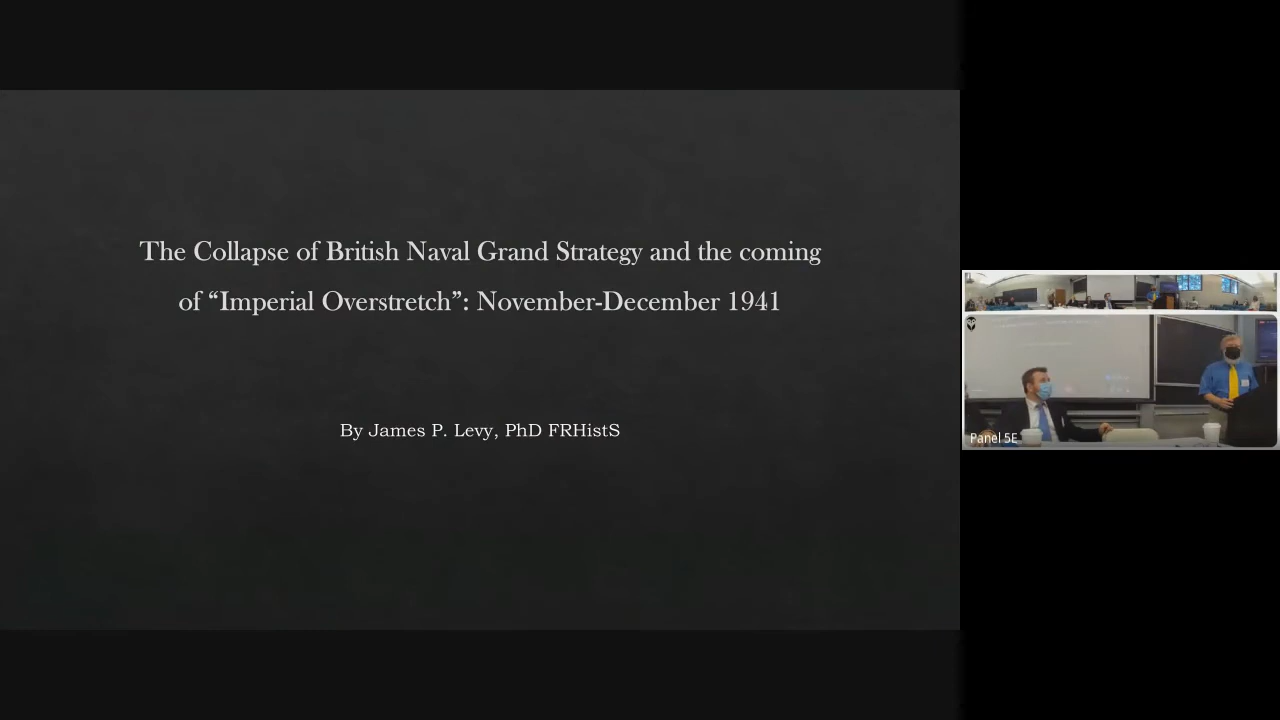 The Collapse of British Naval Grand Strategy and the coming
of “Imperial Overstretch”: November-December 1941
By James P. Levy, PhD FRHistS
Panel 5E